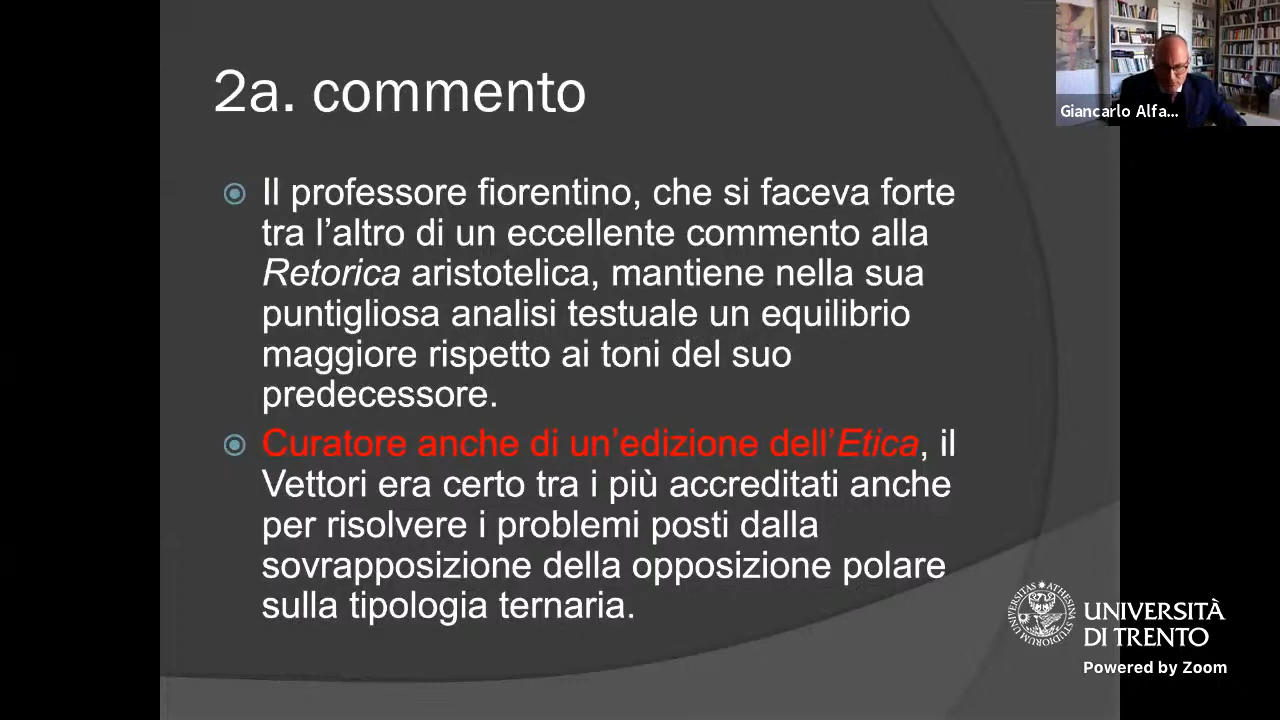 2a. commento
Giancarlo Alfa...
Il professore fiorentino, che si faceva forte
tra l’altro di un eccellente commento alla
Retorica aristotelica, mantiene nella sua
puntigliosa analisi testuale un equilibrio
maggiore rispetto ai toni del suo
predecessore.
Curatore anche di un’edizione dell’Etica, il
Vettori era certo tra i più accreditati anche
per risolvere i problemi posti dalla
sovrapposizione della opposizione polare
sulla tipologia ternaria.
UNIVERSITAS ATHESINA STUDIORUM
UNIVERSITÀ
DI TRENTO
Powered by Zoom